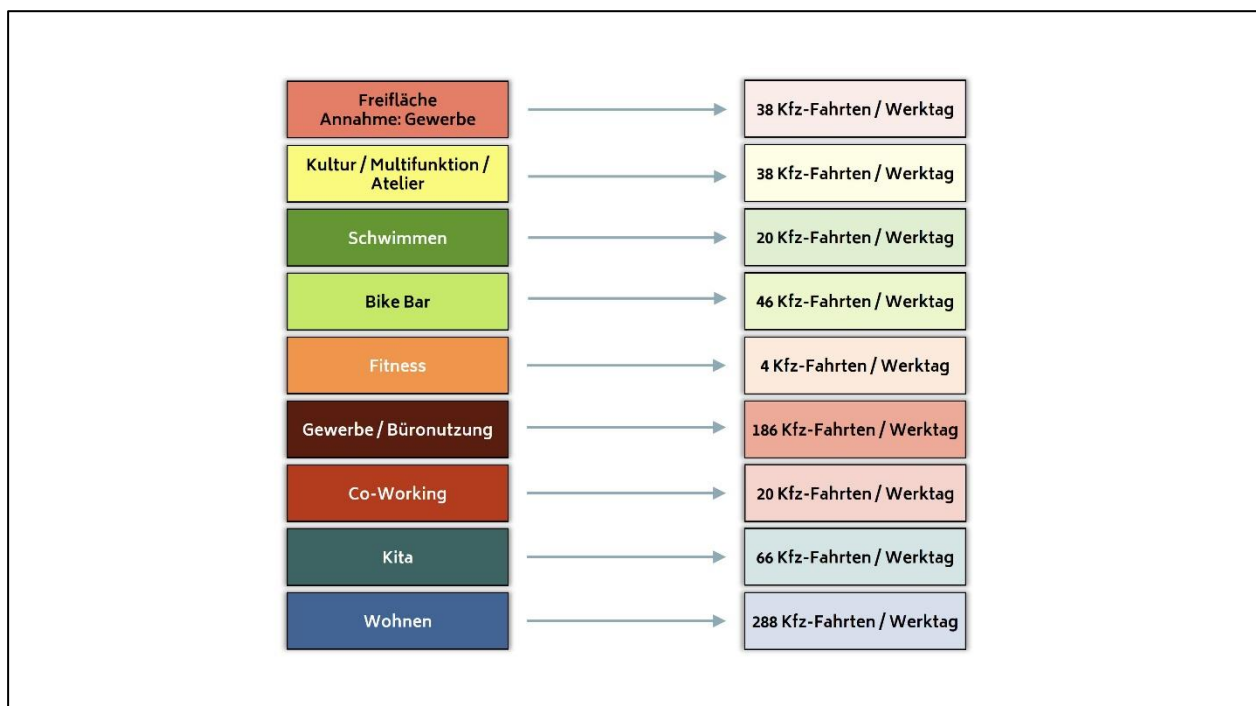 Freifläche
Annahme: Gewerbe
38 Kfz-Fahrten / Werktag
Kultur / Multifunktion /
Atelier
38 Kfz-Fahrten / Werktag
Schwimmen
20 Kfz-Fahrten / Werktag
Bike Bar
46 Kfz-Fahrten / Werktag
Fitness
4 Kfz-Fahrten / Werktag
Gewerbe / Büronutzung
186 Kfz-Fahrten / Werktag
Co-Working
20 Kfz-Fahrten / Werktag
Kita
66 Kfz-Fahrten / Werktag
Wohnen
288 Kfz-Fahrten / Werktag